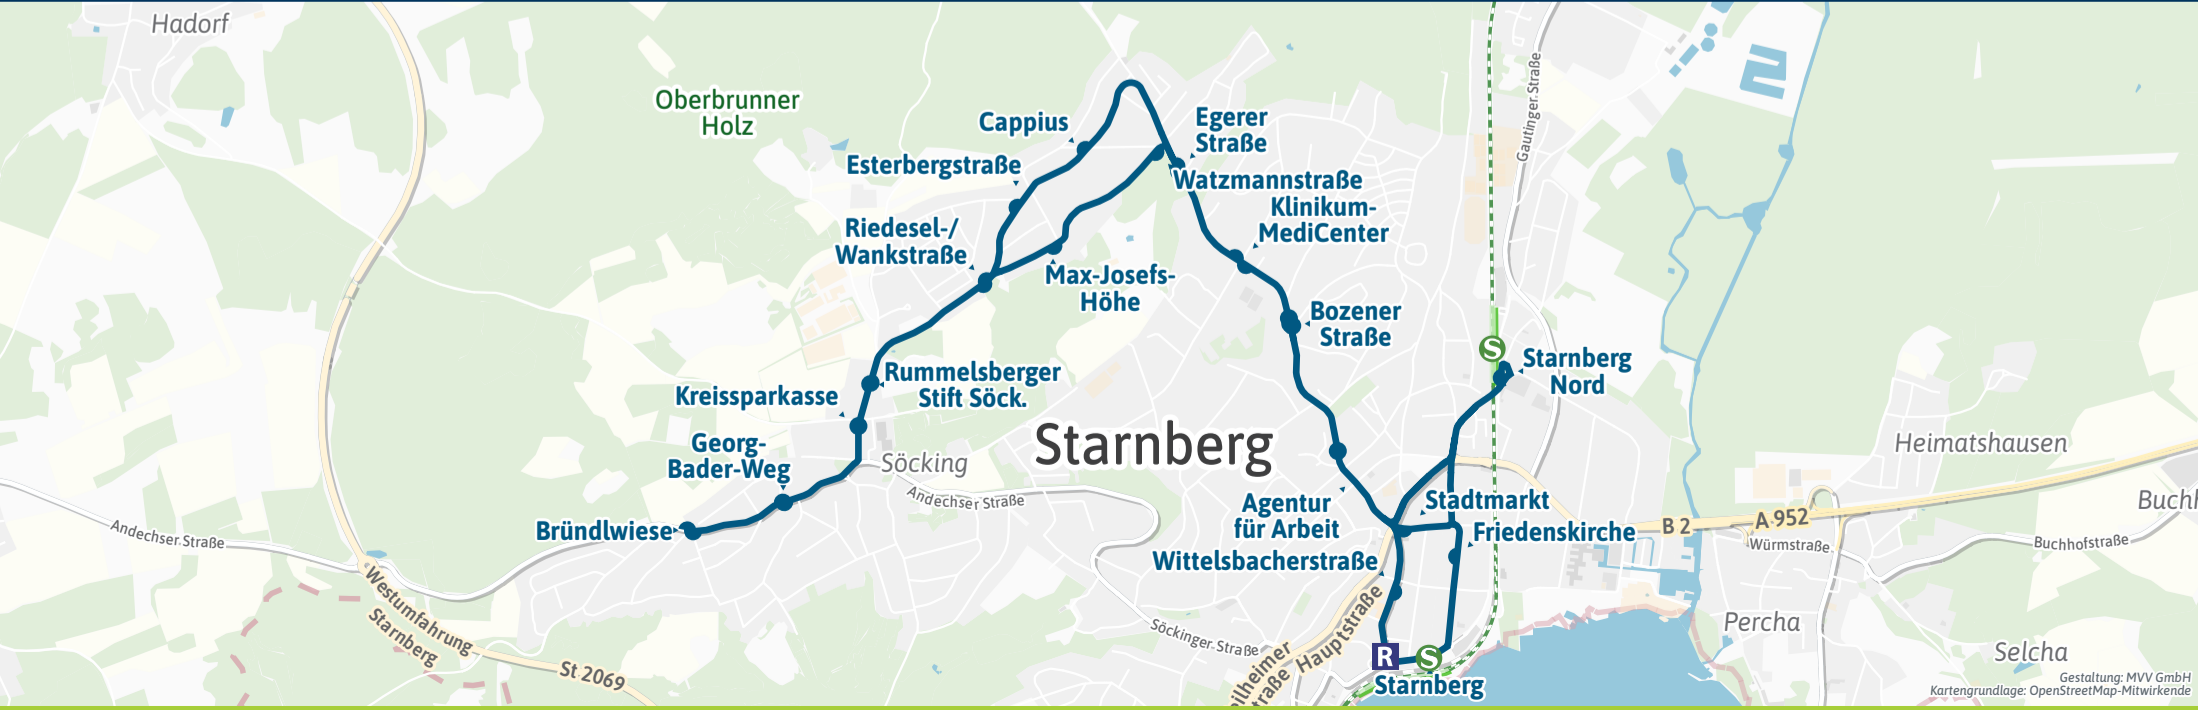 Hadorf
Oberbrunner
Holz
Cappius
Egerer
Straße
Esterbergstraße
Watzmannstraße
Klinikum-
MediCenter
Riedesel-/
Wankstraße
Max-Josefs-
Höhe
Bozener
Straße
Gautinger Straße
S
Starnberg
Nord
Rummelsberger
Stift Söck.
Kreissparkasse
Georg-
Bader-Weg
Söcking
Starnberg
Andechser Straße
Bründlwiese
Andechser Straße
Agentur
für Arbeit
Stadtmarkt
Friedenskirche
Wittelsbacherstraße
Heimatshausen
B 2
A 952
Würmstraße
Buchhofstraße
Westumfahrung
Starnberg
St 2069
Söckinger Straße
Hauptstraße
R
S
Starnberg
Percha
Selcha
Gestaltung: MVV GmbH
Kartengrundlage: OpenStreetMap-Mitwirkende